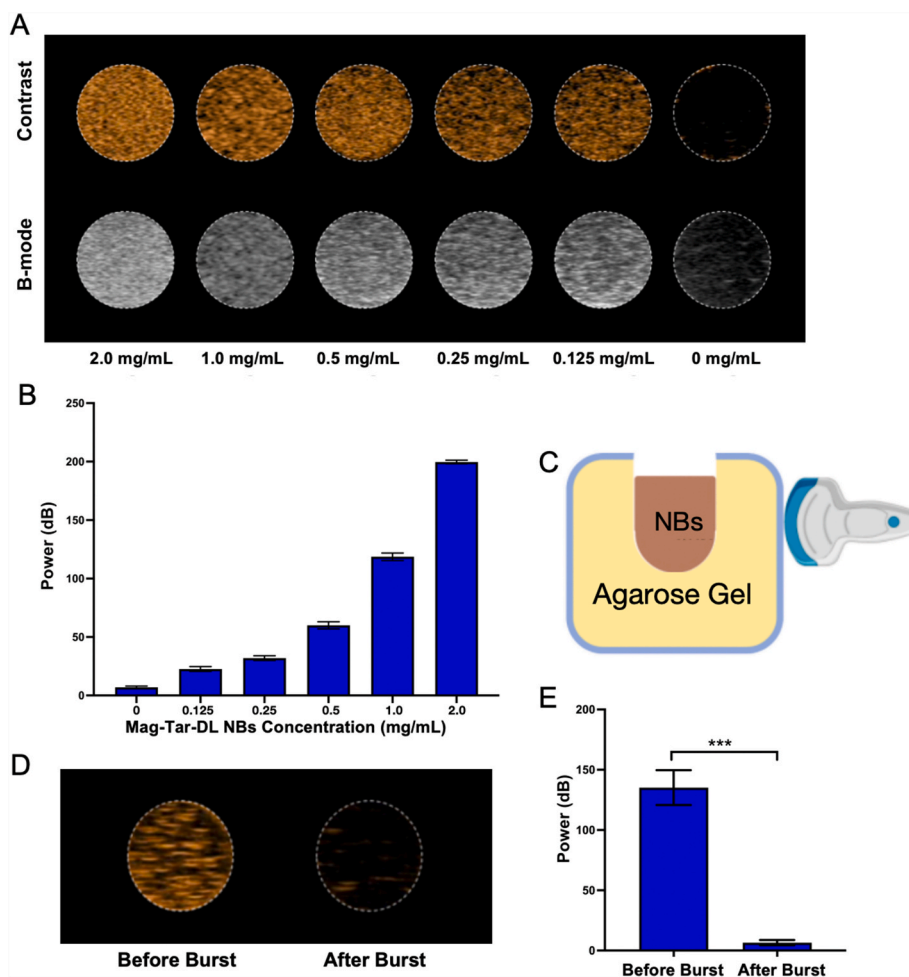 A
Contrast
B-mode
2.0 mg/mL 1.0 mg/mL 0.5 mg/mL 0.25 mg/mL 0.125 mg/mL 0 mg/mL
B
Power (dB)
250
200
150
100
50
0
0 0.125 0.25 0.5 1.0 2.0
Mag-Tar-DL NBs Concentration (mg/mL)
C
NBs
Agarose Gel
D
Before Burst After Burst
E
Power (dB)
200
150
100
50
0
***
Before Burst After Burst